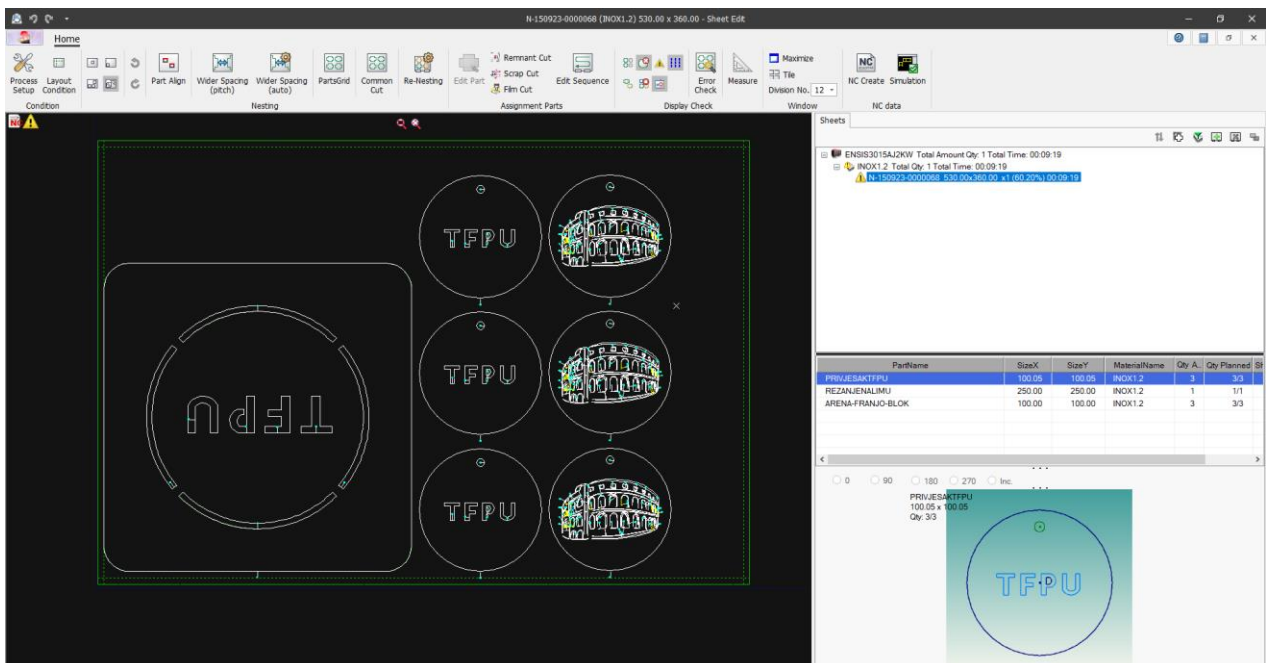 N-150923-0000068 (INOX1.2) 530.00 x 360.00 - Sheet Edit
Home
Process Setup
Layout Condition
Part Align
Wider Spacing (pitch)
Wider Spacing (auto)
PartsGrid
Common Cut
Re-Nesting
Edit Part
Remnant Cut
Scrap Cut
Film Cut
Edit Sequence
Error Check
Measure
Maximize
Tile
Division No. 12
NC
NC Create
Simulation
Condition
Nesting
Assignment Parts
Display Check
Window
NC data
Sheets
ENSIS3015AJ2KW Total Amount Qty: 1 Total Time: 00:09:19
INOX1.2 Total Qty: 1 Total Time: 00:09:19
N-150923-0000068 530.00x360.00 x1 (60.20%) 00:09:19
TFPU
TFPU
TFPU
TFPU
PartName SizeX SizeY MaterialName Qty A.. Qty Planned
PRIVJESAKTFPU 100.05 100.05 INOX1.2 3 3/3
REZANJENALIMU 250.00 250.00 INOX1.2 1 1/1
ARENA-FRANJO-BLOK 100.00 100.00 INOX1.2 3 3/3
0 90 180 270 Inc.
PRIVJESAKTFPU
100.05 x 100.05
Qty: 3/3
TFPU
D